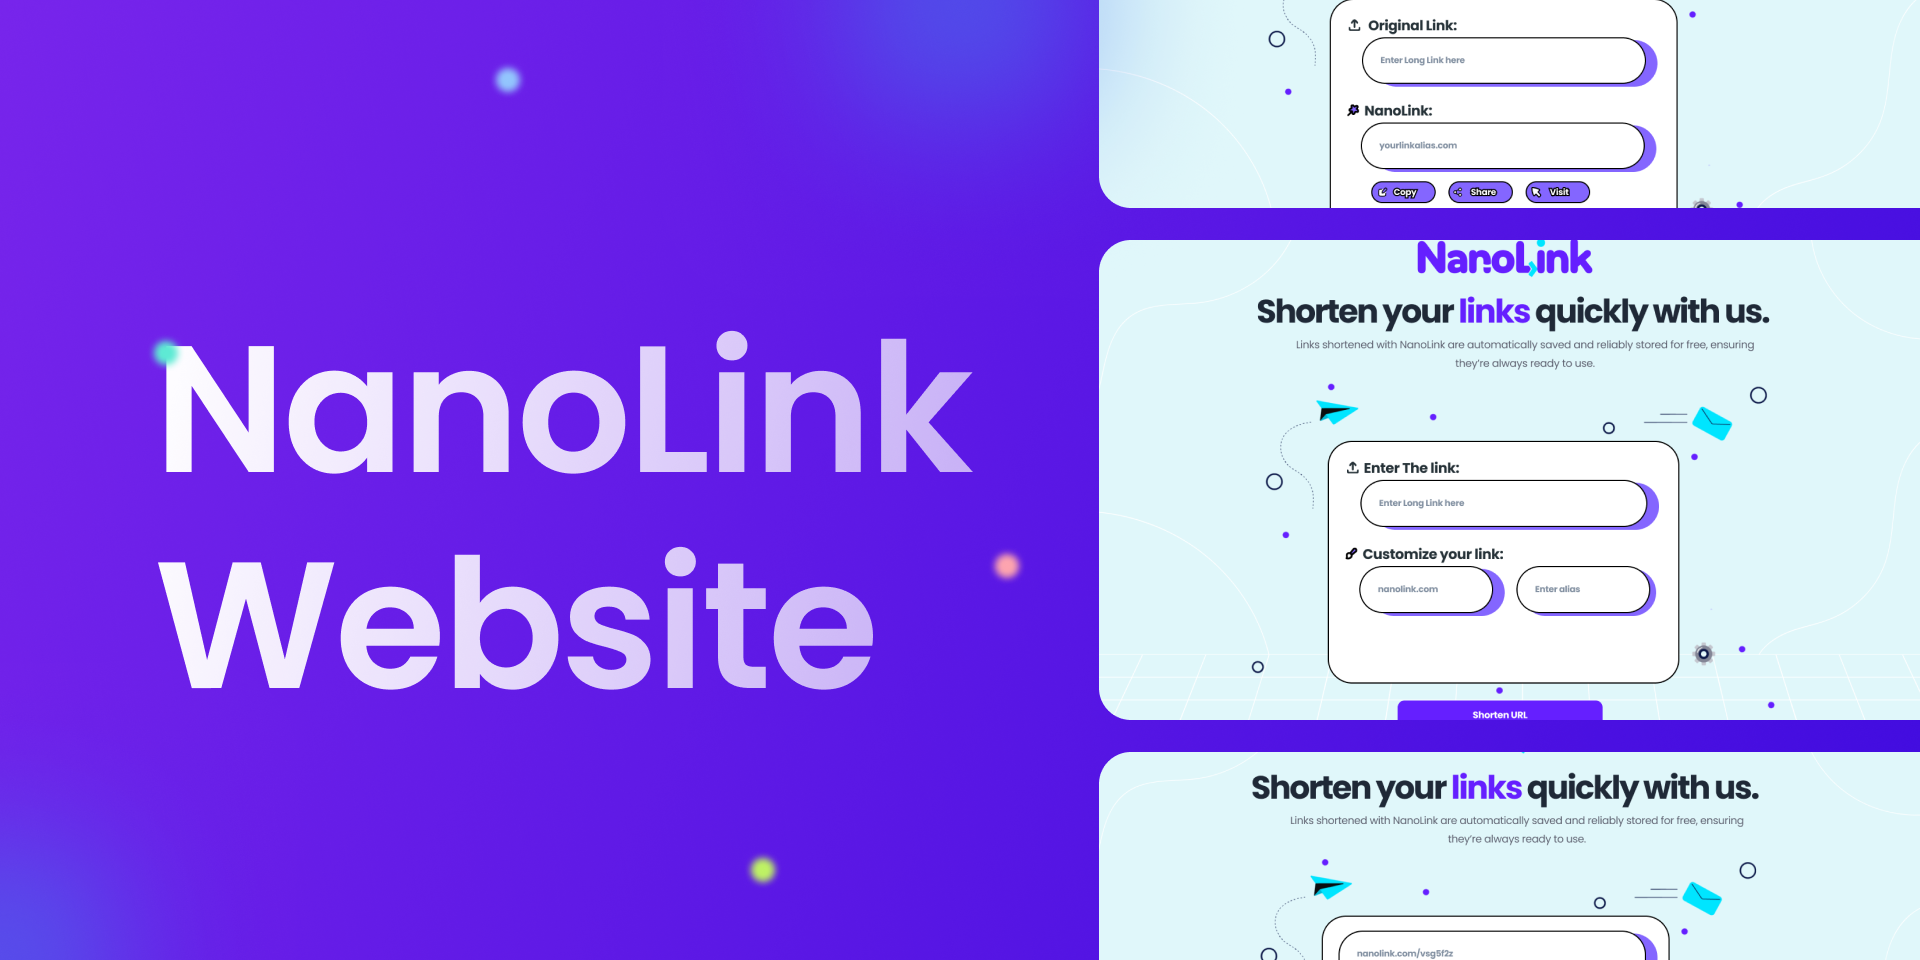 NanoLink
Website
Original Link:
Enter Long Link here
NanoLink:
yourlinkalias.com
Copy Share Visit
NanoLink
Shorten your links quickly with us.
Links shortened with NanoLink are automatically saved and reliably stored for free, ensuring
they're always ready to use.
Enter The link:
Enter Long Link here
Customize your link:
nanolink.com Enter alias
Shorten URL
Shorten your links quickly with us.
Links shortened with NanoLink are automatically saved and reliably stored for free, ensuring
they're always ready to use.
nanolink.com/vsg5f2z